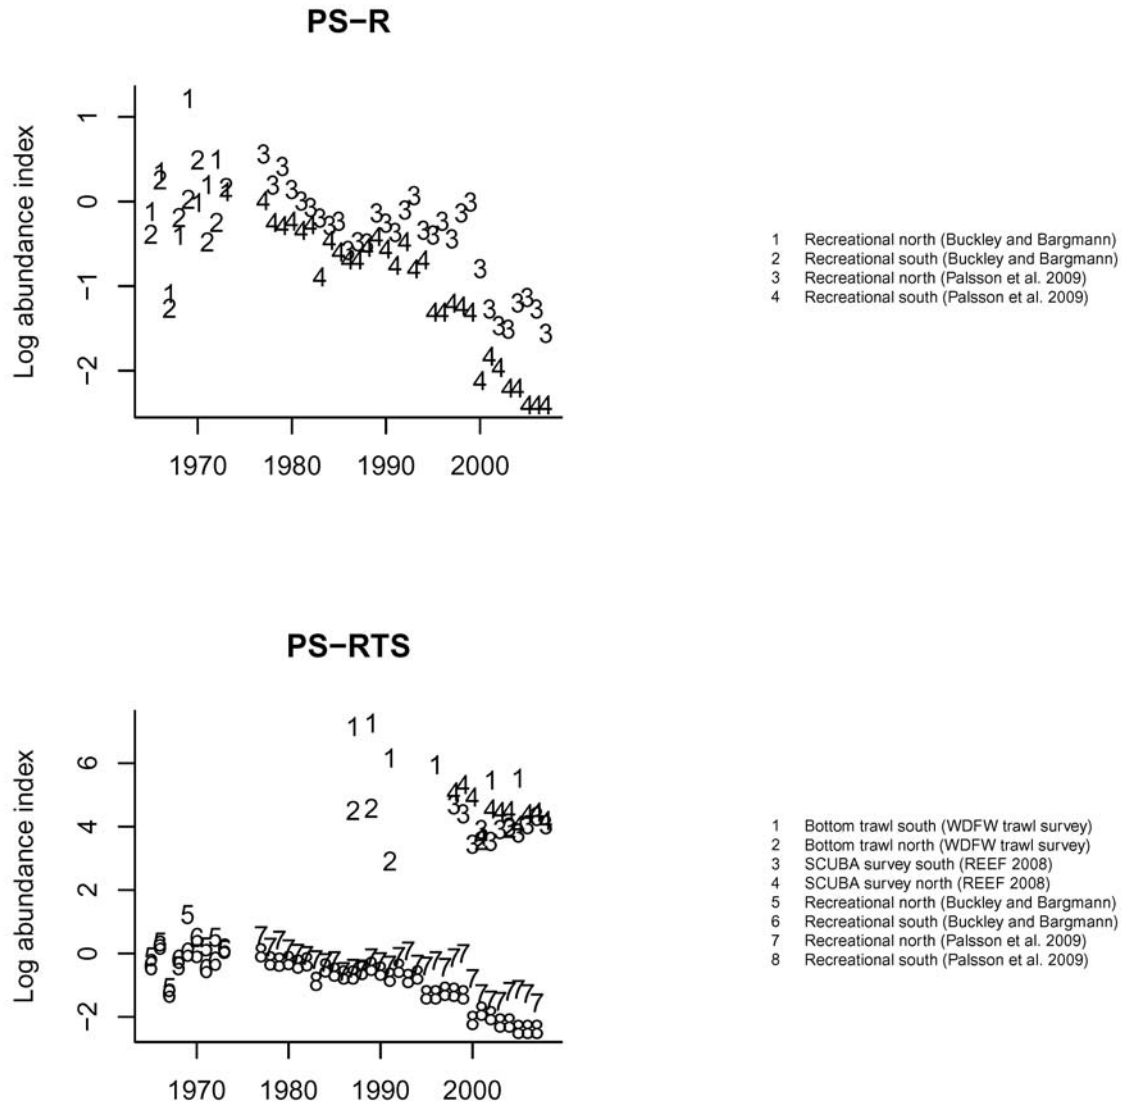 PS−R
Log abundance index
1
0
−1
−2
1970 1980 1990 2000
1 Recreational north (Buckley and Bargmann)
2 Recreational south (Buckley and Bargmann)
3 Recreational north (Palsson et al. 2009)
4 Recreational south (Palsson et al. 2009)
PS−RTS
Log abundance index
6
4
2
0
−2
1970 1980 1990 2000
1 Bottom trawl south (WDFW trawl survey)
2 Bottom trawl north (WDFW trawl survey)
3 SCUBA survey south (REEF 2008)
4 SCUBA survey north (REEF 2008)
5 Recreational north (Buckley and Bargmann)
6 Recreational south (Buckley and Bargmann)
7 Recreational north (Palsson et al. 2009)
8 Recreational south (Palsson et al. 2009)